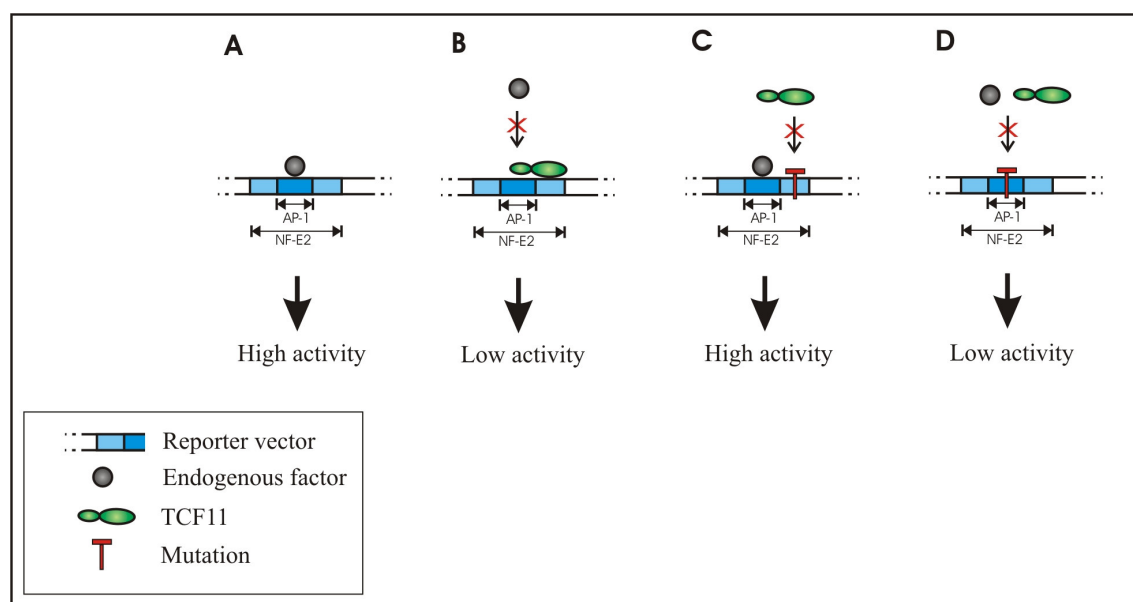 A
B
C
D
AP-1
NF-E2
AP-1
NF-E2
AP-1
NF-E2
AP-1
NF-E2
High activity
Low activity
High activity
Low activity
Reporter vector
Endogenous factor
TCF11
Mutation